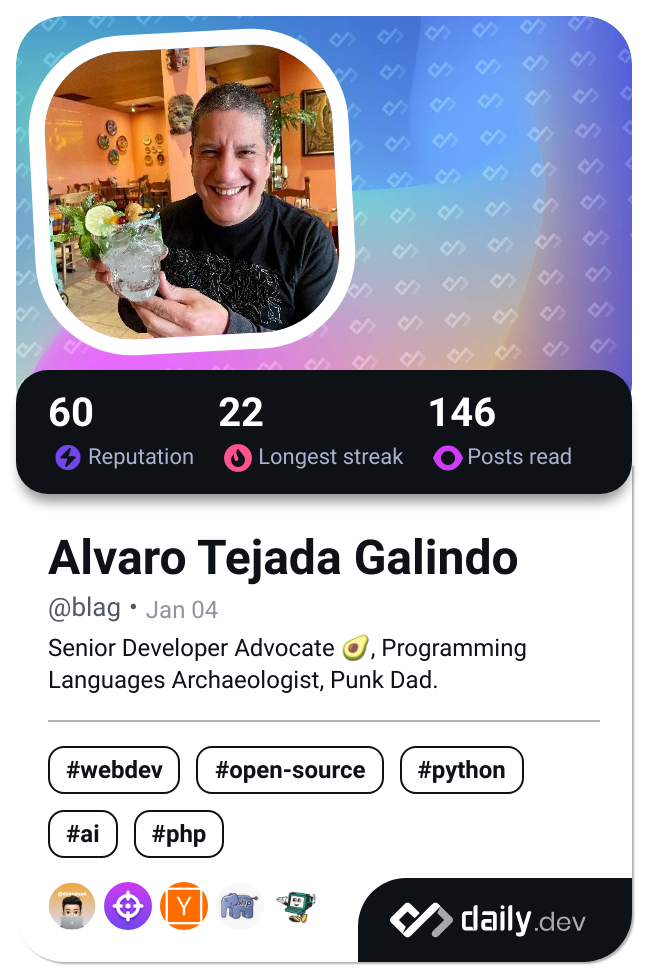 60
22
146
Reputation
Longest streak
Posts read
Alvaro Tejada Galindo
@blag • Jan 04
Senior Developer Advocate 🥑, Programming
Languages Archaeologist, Punk Dad.
#webdev
#open-source
#python
#ai
#php
Y
php
daily.dev